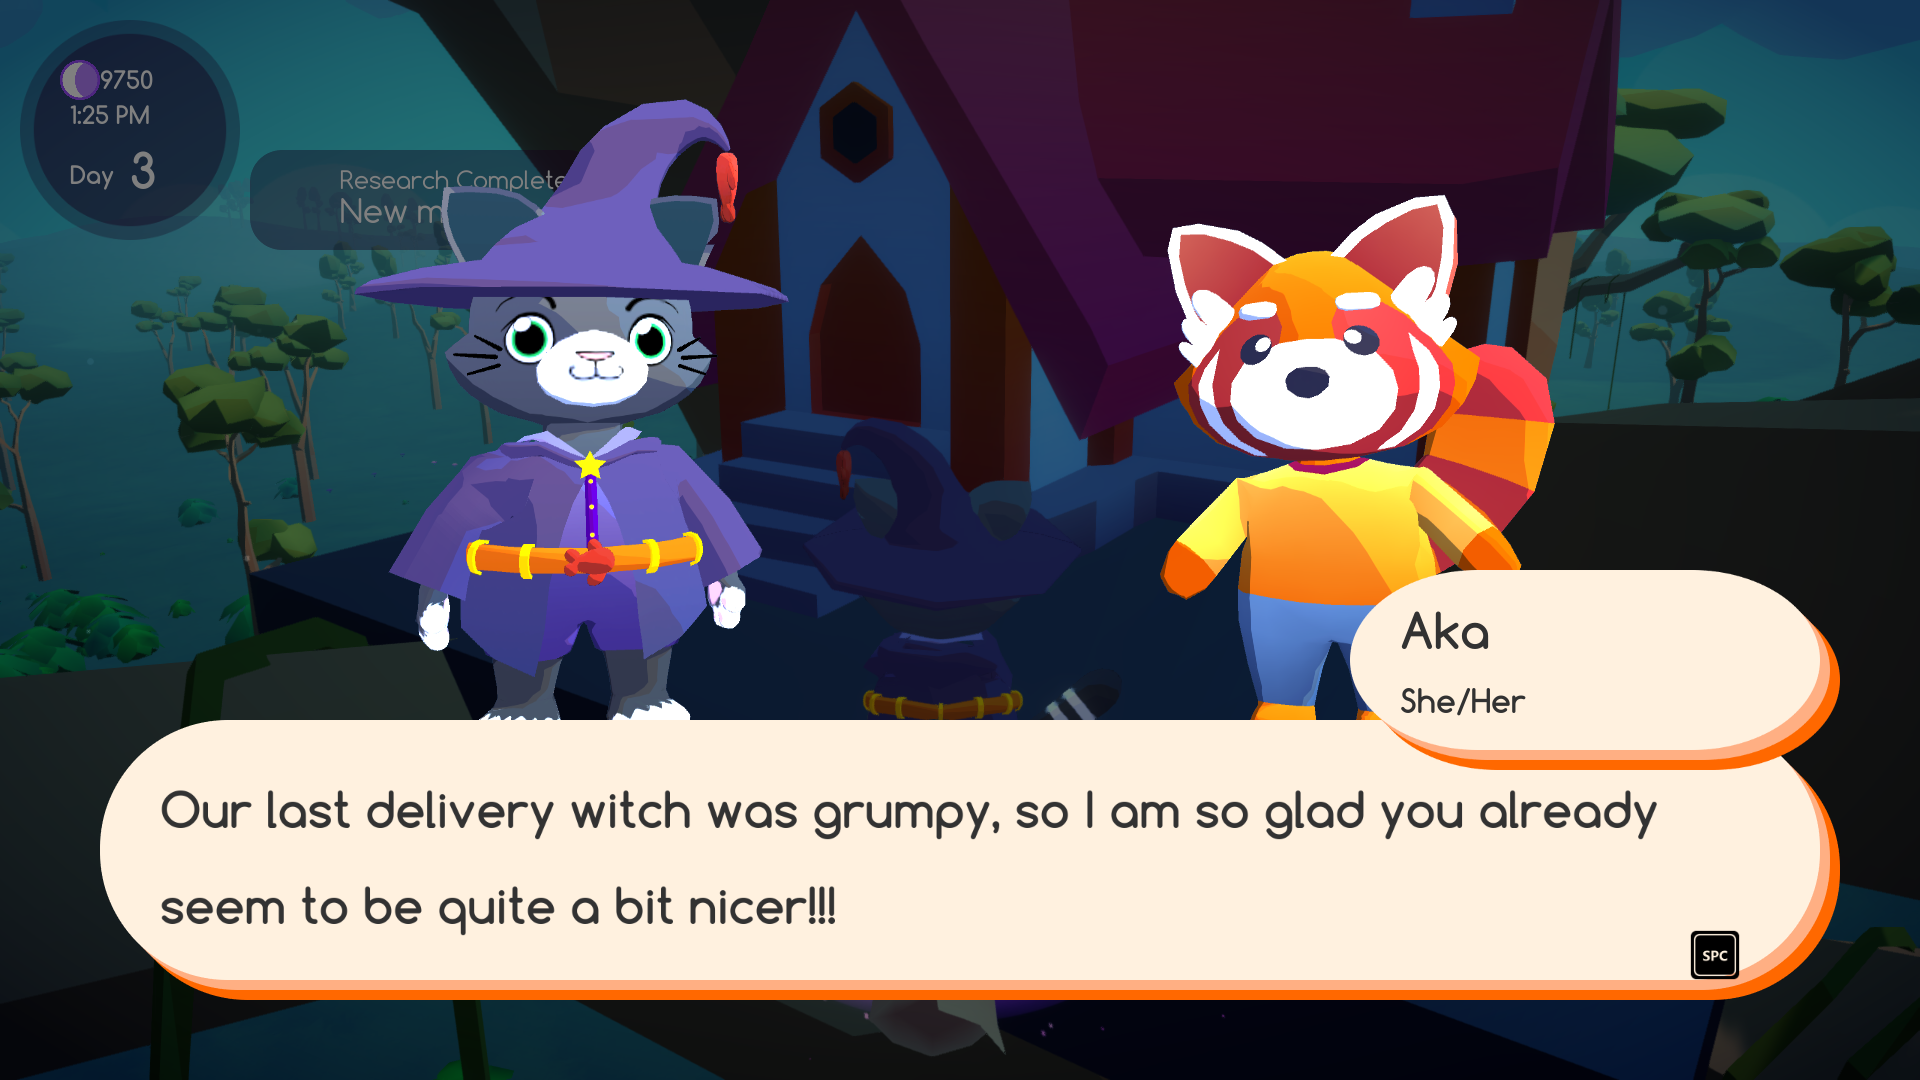 9750
1:25 PM
Day 3
Research Complete
New
Aka
She/Her
Our last delivery witch was grumpy, so I am so glad you already
seem to be quite a bit nicer!!!
SPC